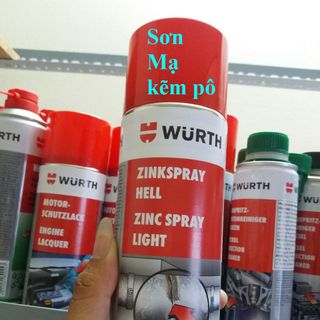 Sơn
Mạ
kẽm pô
WÜRTH
ZINKSPRAY
HELL
ZINC SPRAY
LIGHT
WÜRTH
MOTOR-
SCHUTZLACK
ENGINE
LACQUER
WÜRTH